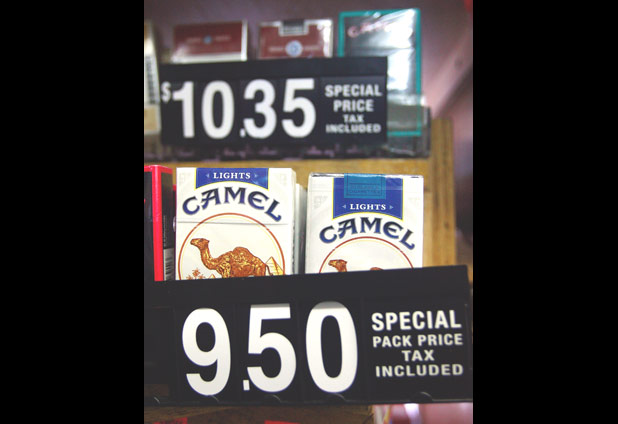 $10.35
SPECIAL
PRICE
TAX
INCLUDED
LIGHTS
CAMEL
LIGHTS
CAMEL
9.50
SPECIAL
PACK PRICE
TAX
INCLUDED